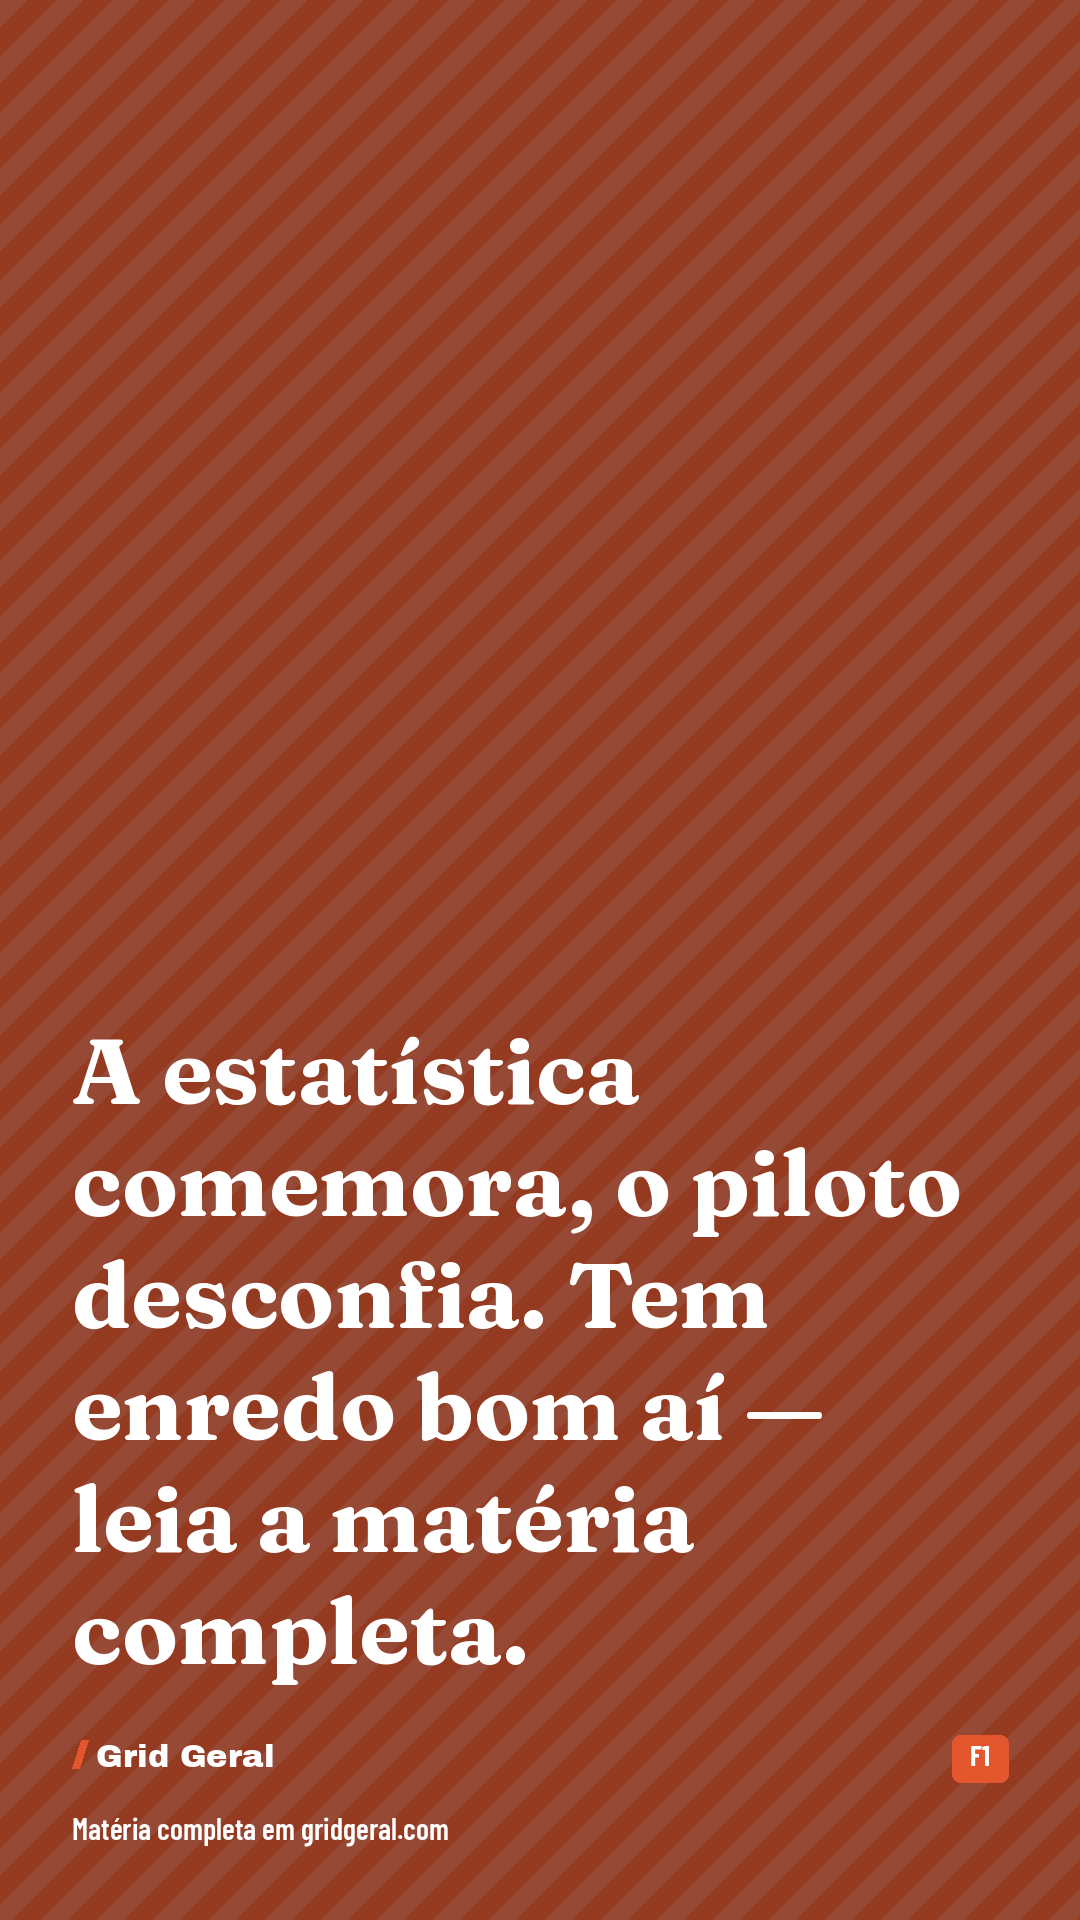 A estatística
comemora, o piloto
desconfia. Tem
enredo bom aí —
leia a matéria
completa.
Grid Geral
F1
Matéria completa em gridgeral.com